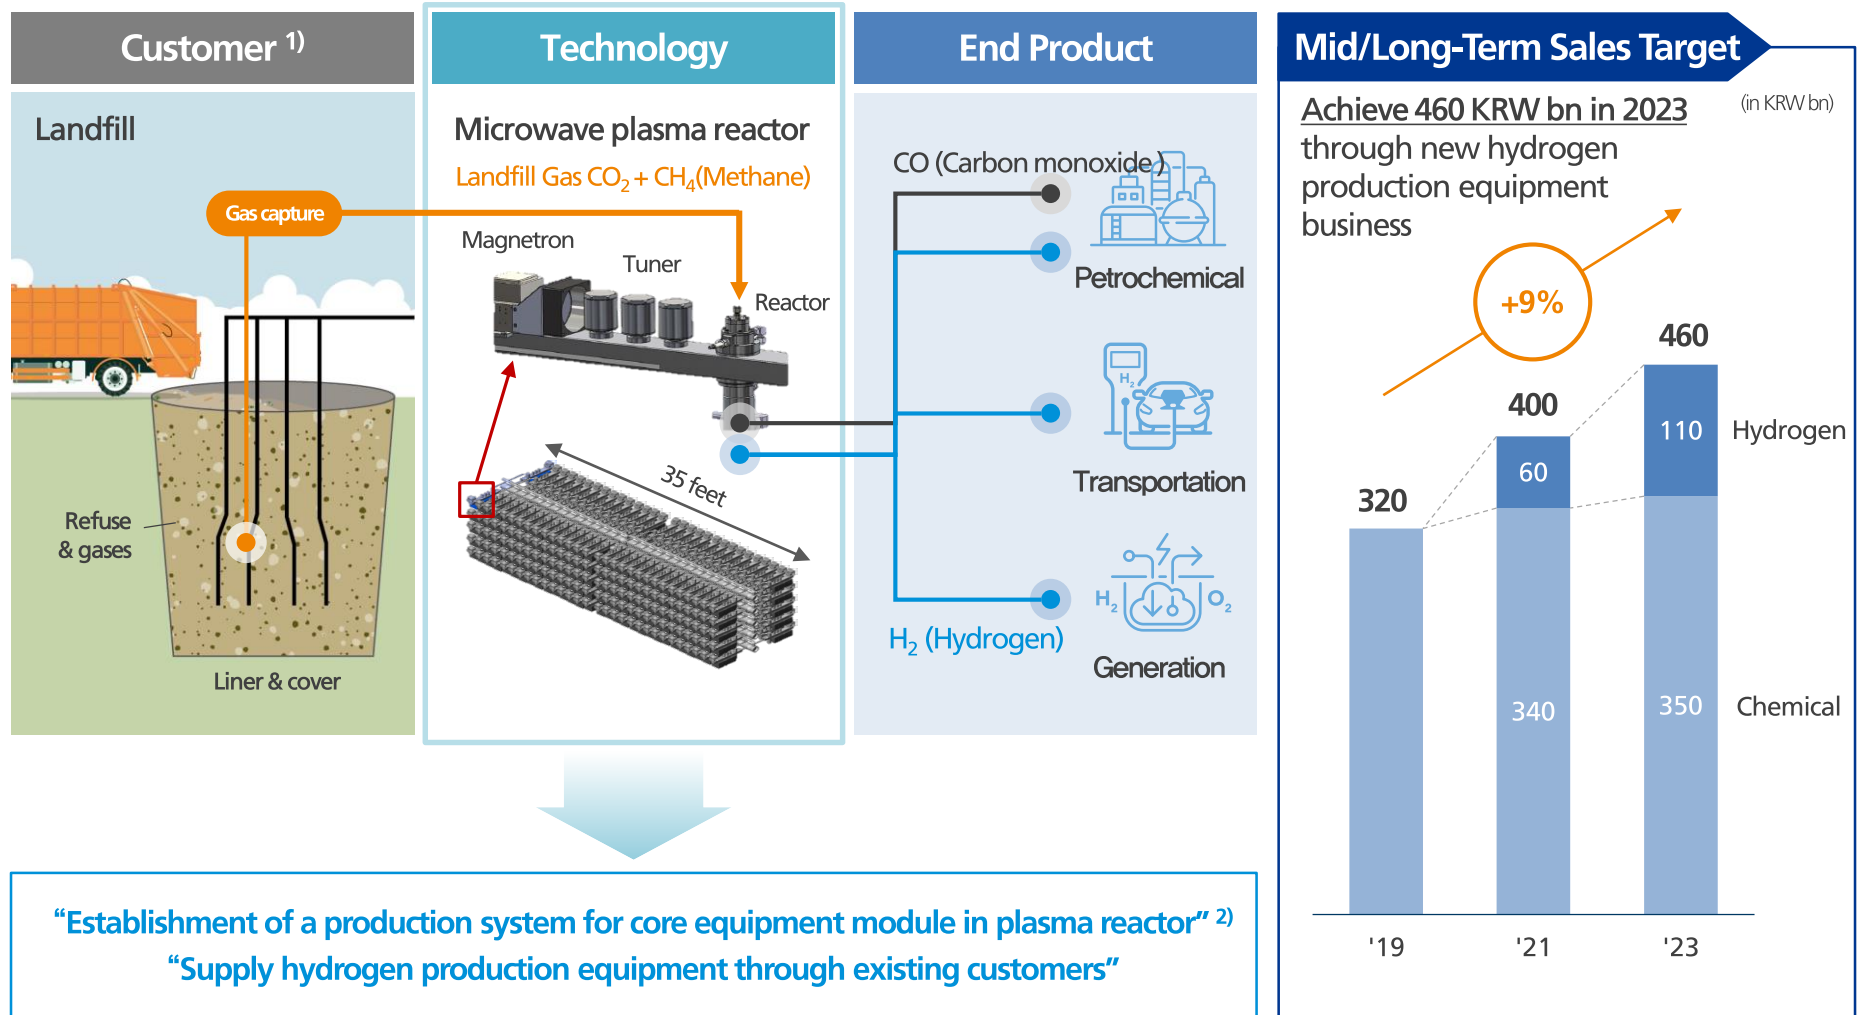 Customer 1)
Landfill
Gas capture
Refuse
& gases
Liner & cover
Technology
Microwave plasma reactor
Landfill Gas CO2 + CH4(Methane)
Magnetron
Tuner
Reactor
35 feet
End Product
CO (Carbon monoxide )
Petrochemical
H2
Transportation
H2
O2
H2 (Hydrogen)
Generation
“Establishment of a production system for core equipment module in plasma reactor” 2)
“Supply hydrogen production equipment through existing customers”
Mid/Long-Term Sales Target
(in KRW bn)
Achieve 460 KRW bn in 2023
through new hydrogen
production equipment
business
+9%
460
400
110
Hydrogen
60
320
340
350
Chemical
'19
'21
'23